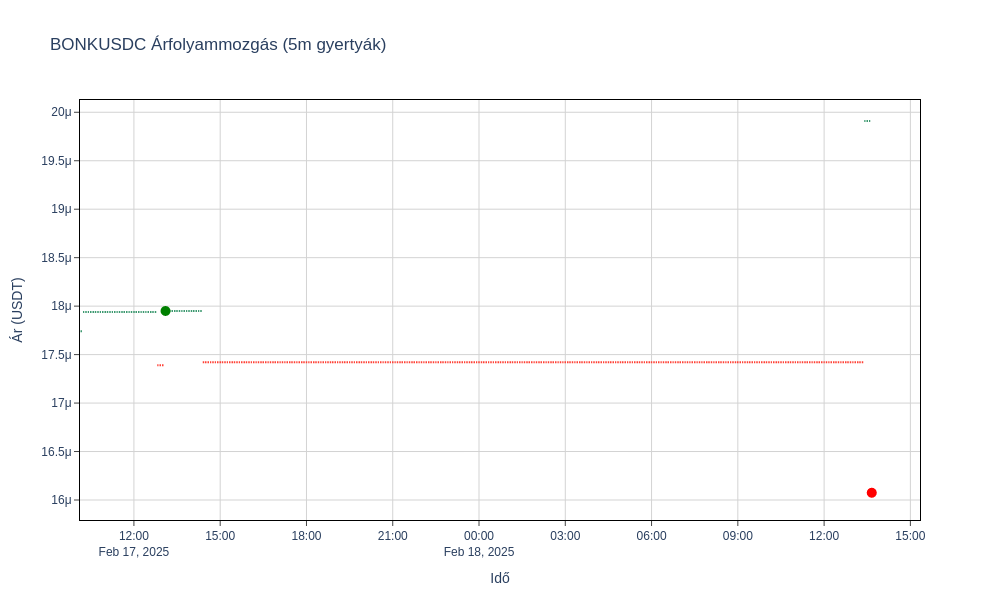 BONKUSDC Árfolyammozgás (5m gyertyák)
20μ
19.5μ
19μ
18.5μ
18μ
17.5μ
17μ
16.5μ
16μ
Ár (USDT)
12:00 15:00 18:00 21:00 00:00 03:00 06:00 09:00 12:00 15:00
Feb 17, 2025 Feb 18, 2025
Idő